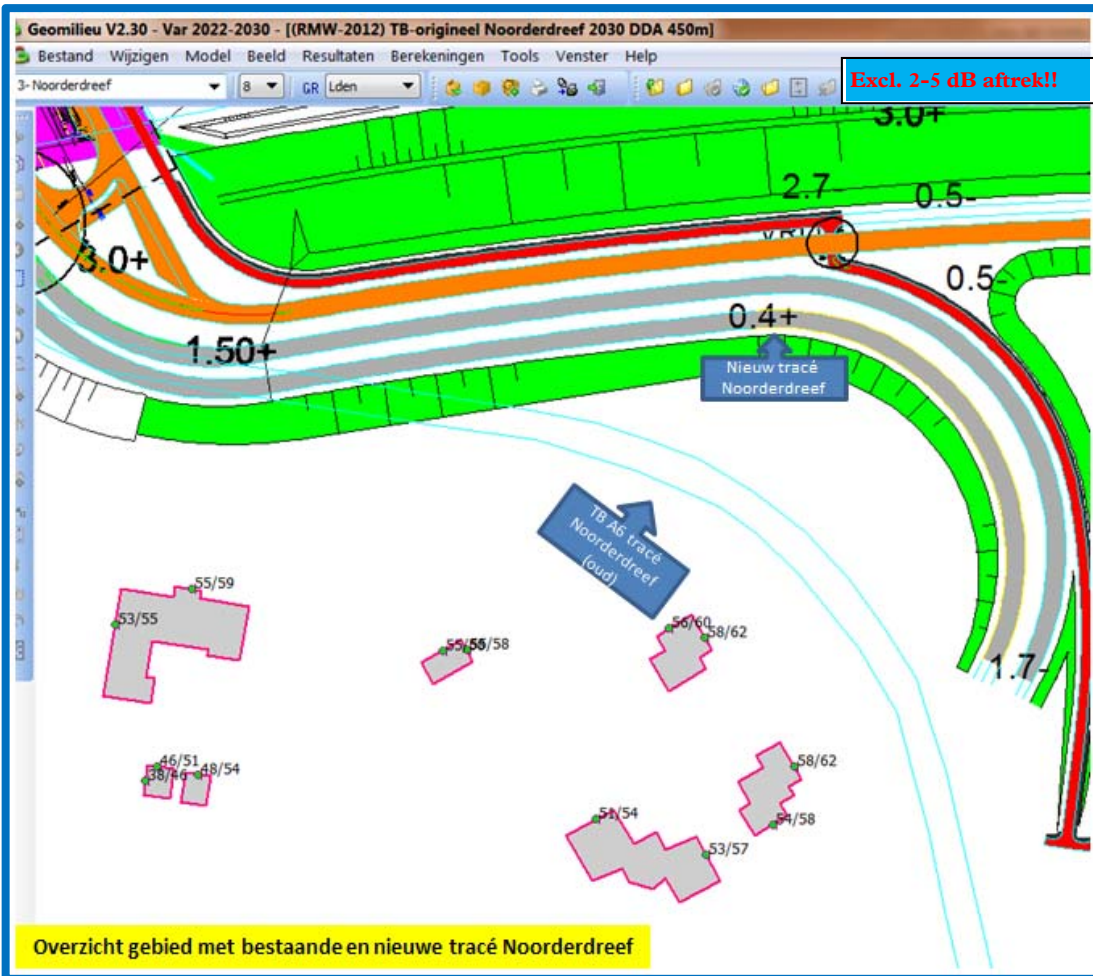 Geomilieu V2.30 - Var 2022-2030 - [(RMW-2012) TB-origineel Noorderdreef 2030 DDA 450m]
Bestand Wijzigen Model Beeld Resultaten Berekeningen Tools Venster Help
3- Noorderdreef 8 GR Lden
Excl. 2-5 dB aftrek!!
3.0+
2.7-
0.5-
3.0+
0.5-
1.50+
0.4+
Nieuw tracé
Noorderdreef
TB A6 tracé
Noorderdreef
(oud)
55/59
53/55
56/60
58/62
55/58
1.7-
46/51
38/46
48/54
58/62
51/54
54/58
53/57
Overzicht gebied met bestaande en nieuwe tracé Noorderdreef